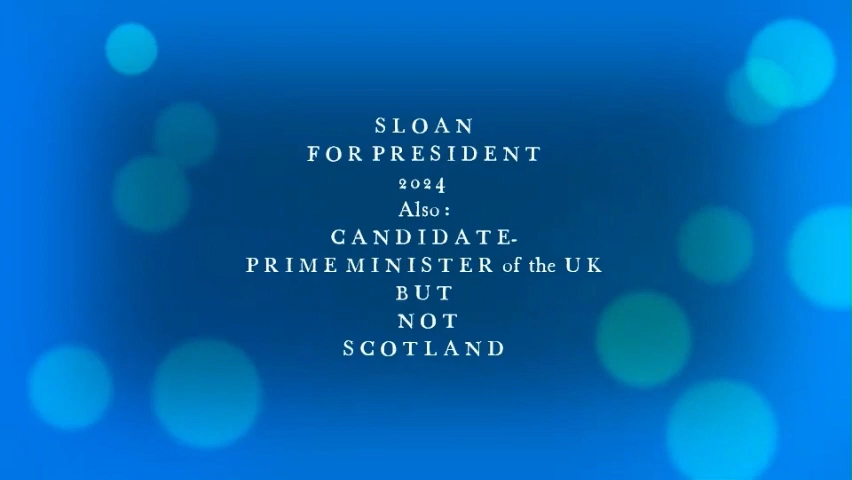 SLOAN
FOR PRESIDENT
2024
Also:
CANDIDATE-
PRIME MINISTER of the UK
BUT
NOT
SCOTLAND